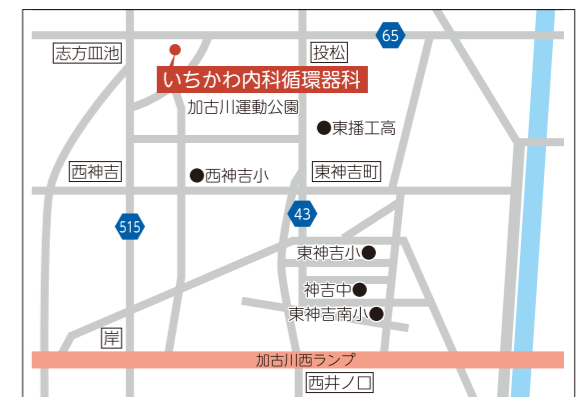 65
志方皿池
投松
いちかわ内科循環器科
加古川運動公園
●東播工高
西神吉
●西神吉小
東神吉町
43
515
東神吉小●
神吉中●
東神吉南小●
岸
加古川西ランプ
西井ノ口